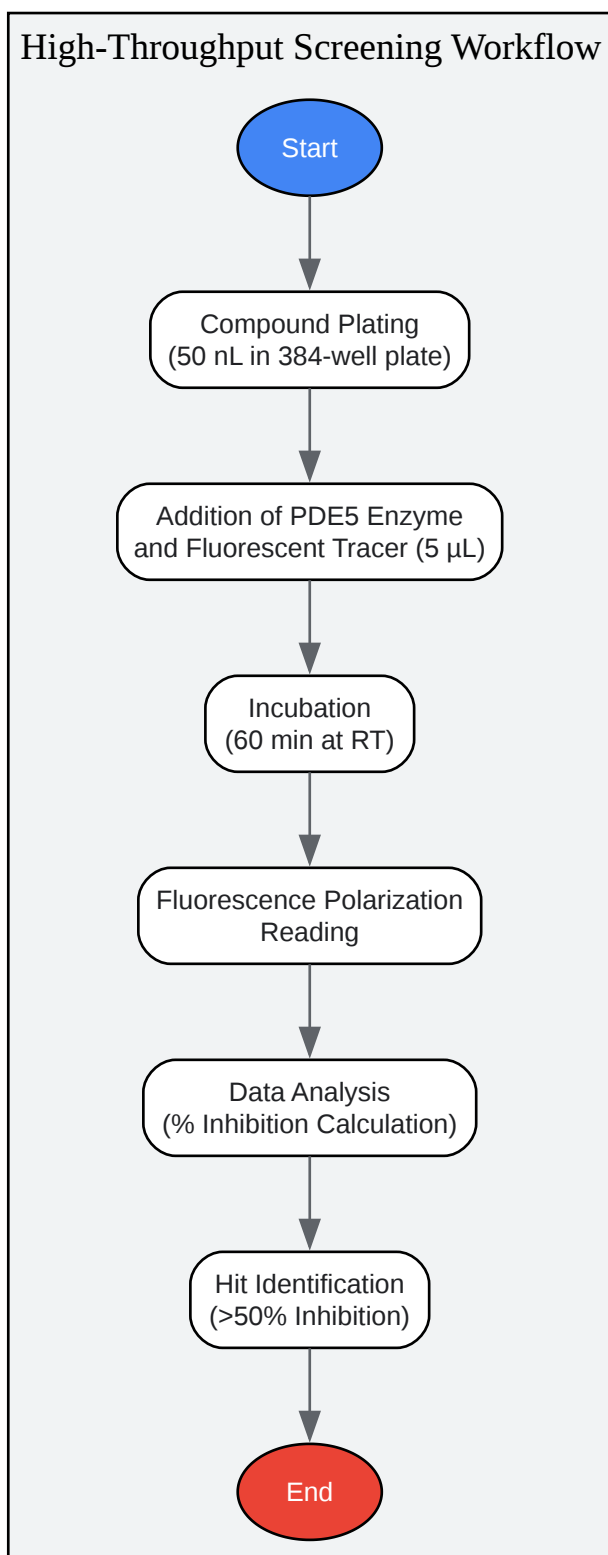 High-Throughput Screening Workflow
Start
Compound Plating
(50 nL in 384-well plate)
Addition of PDE5 Enzyme
and Fluorescent Tracer (5 µL)
Incubation
(60 min at RT)
Fluorescence Polarization
Reading
Data Analysis
(% Inhibition Calculation)
Hit Identification
(>50% Inhibition)
End